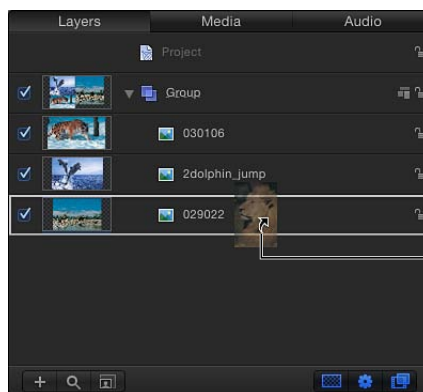 Layers Media Audio
Project
Group
030106
2dolphin_jump
029022